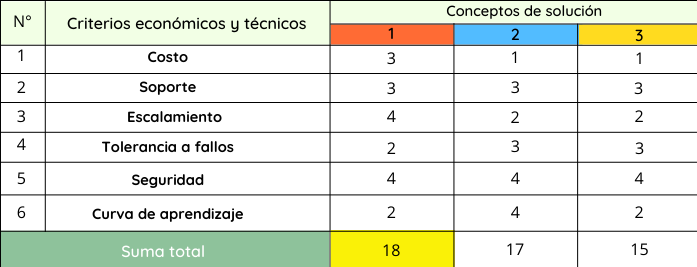 N° Criterios económicos y técnicos Conceptos de solución
1 2 3
1 Costo 3 1 1
2 Soporte 3 3 3
3 Escalamiento 4 2 2
4 Tolerancia a fallos 2 3 3
5 Seguridad 4 4 4
6 Curva de aprendizaje 2 4 2
Suma total 18 17 15